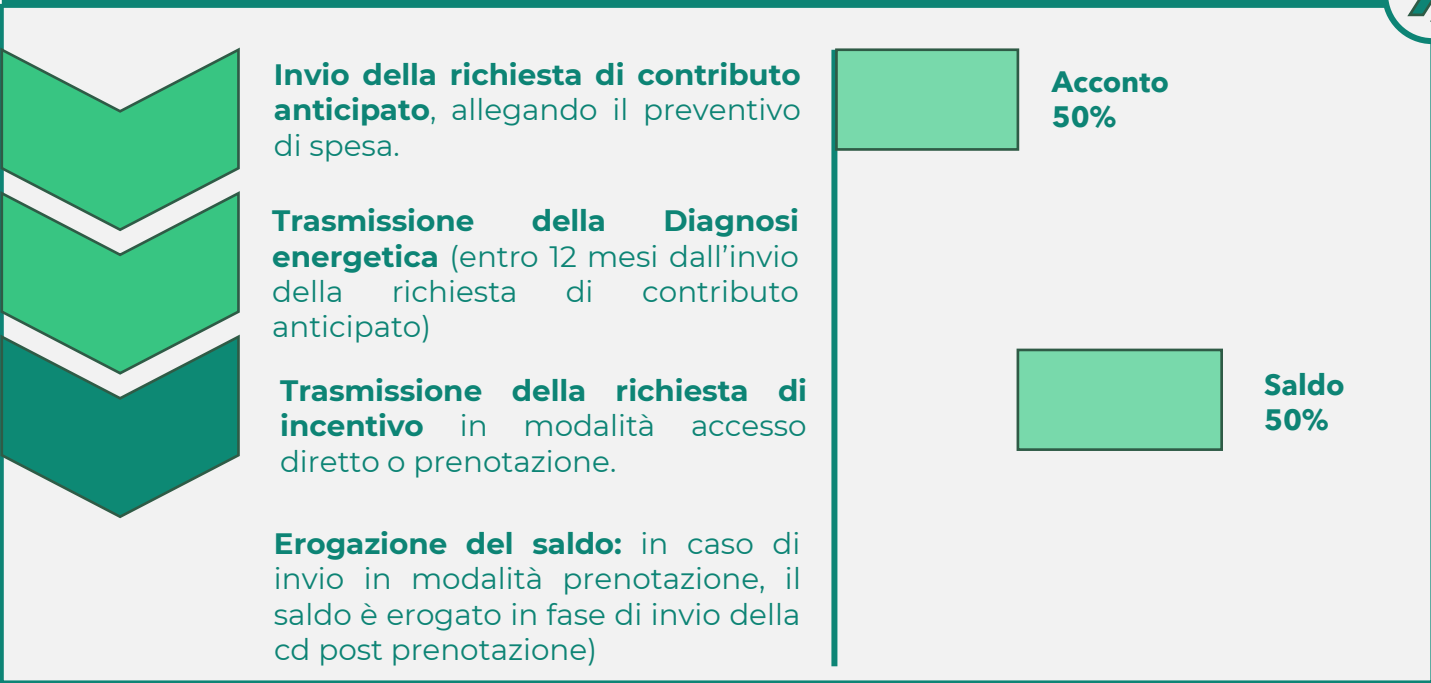 Invio della richiesta di contributo
anticipato, allegando il preventivo
di spesa.
Acconto
50%
Trasmissione della Diagnosi
energetica (entro 12 mesi dall’invio
della richiesta di contributo
anticipato)
Trasmissione della richiesta di
incentivo in modalità accesso
diretto o prenotazione.
Saldo
50%
Erogazione del saldo: in caso di
invio in modalità prenotazione, il
saldo è erogato in fase di invio della
cd post prenotazione)